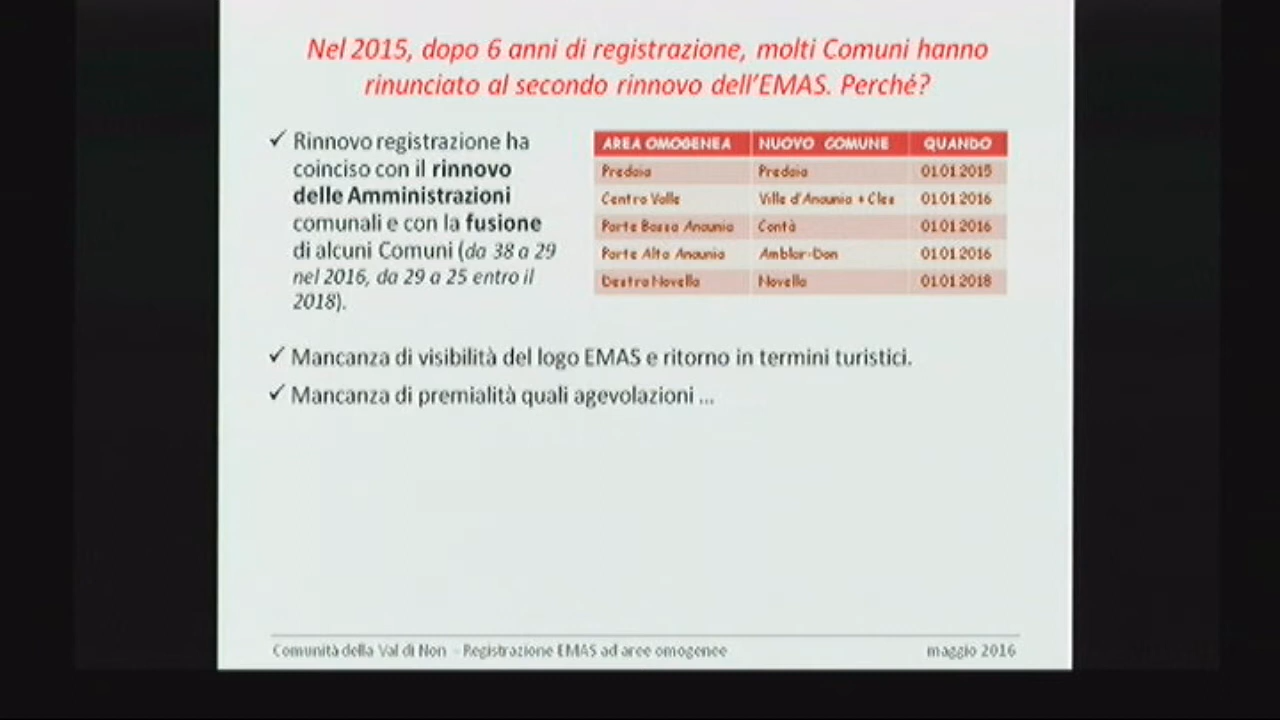 Nel 2015, dopo 6 anni di registrazione, molti Comuni hanno
rinunciato al secondo rinnovo dell'EMAS. Perché?
✓ Rinnovo registrazione ha
coinciso con il rinnovo
delle Amministrazioni
comunali e con la fusione
di alcuni Comuni (da 38 a 29
nel 2016, da 29 a 25 entro il
2018).
AREA OMOGENEA NUOVO COMUNE QUANDO
Predaia Predaia 01.01.2015
Centro Valle Ville d'Anaunia + Cles 01.01.2016
Parte Bassa Anaunia Contà 01.01.2016
Parte Alta Anaunia Amblar-Don 01.01.2016
Destra Novella Novella 01.01.2018
✓ Mancanza di visibilità del logo EMAS e ritorno in termini turistici.
✓ Mancanza di premialità quali agevolazioni ...
Comunità della Val di Non - Registrazione EMAS ad aree omogenee maggio 2016